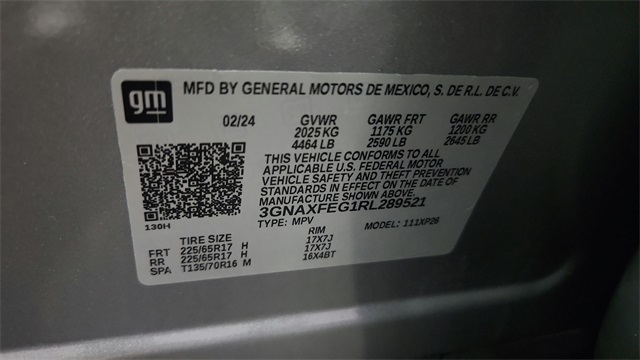 gm MFD BY GENERAL MOTORS DE MEXICO, S. DE R.L. DE C.V.
02/24 GVWR GAWR FRT GAWR RR
2025 KG 1175 KG 1200 KG
4464 LB 2590 LB 2645 LB
THIS VEHICLE CONFORMS TO ALL
APPLICABLE U.S. FEDERAL MOTOR
VEHICLE SAFETY AND THEFT PREVENTION
STANDARDS IN EFFECT ON THE DATE OF
MANUFACTURE SHOWN ABOVE.
3GNAXFEG1RL289521
130H TYPE: MPV MODEL: 111XP26
TIRE SIZE RIM
FRT 225/65R17 H 17X7J
RR 225/65R17 H 17X7J
SPA T135/70R16 M 16X4BT